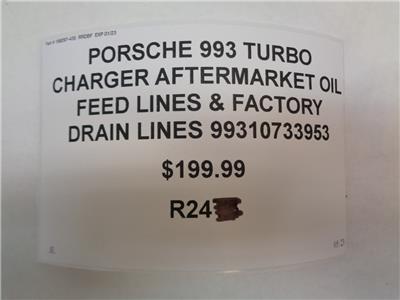 PORSCHE 993 TURBO
CHARGER AFTERMARKET OIL
FEED LINES & FACTORY
DRAIN LINES 99310733953
$199.99
R24